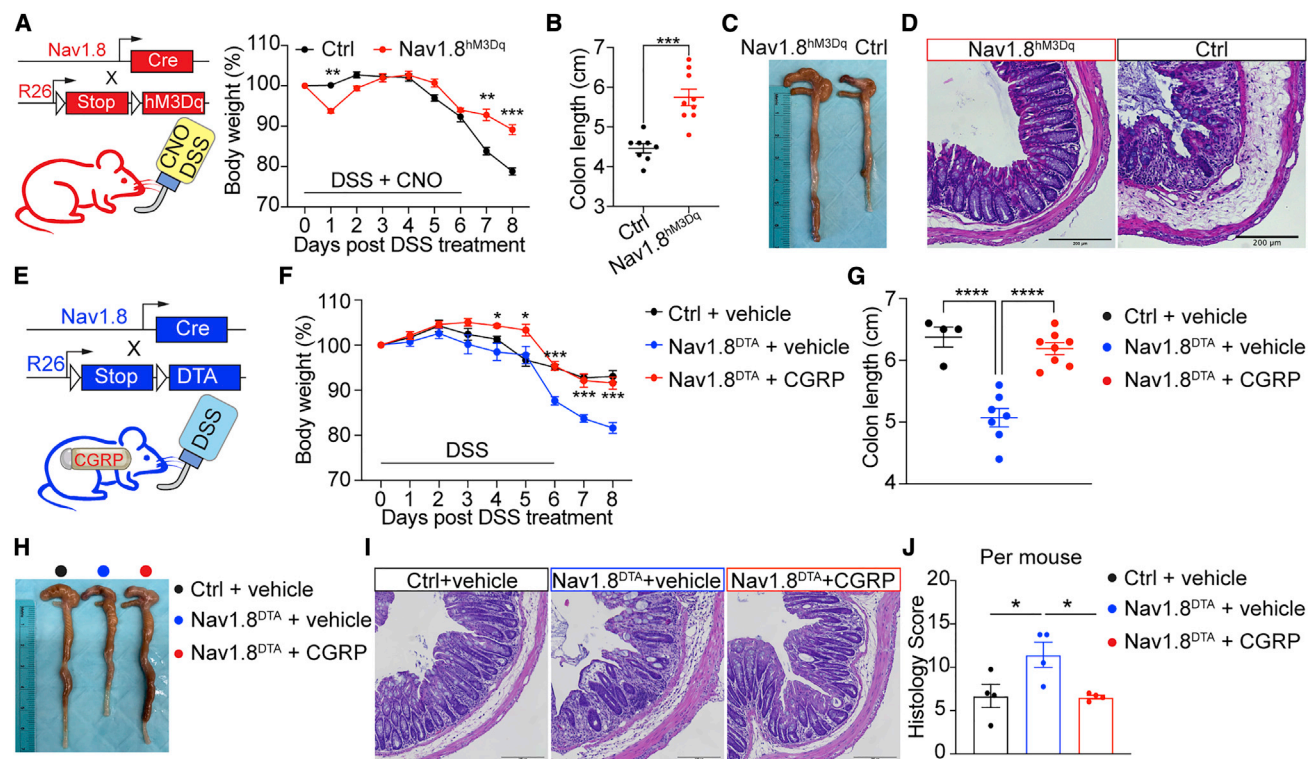 A
Nav1.8
Cre
X
R26
Stop
hM3Dq
CNO
DSS
Body weight (%)
110
100
90
80
70
Ctrl
Nav1.8hM3Dq
**
**
***
DSS + CNO
0 1 2 3 4 5 6 7 8
Days post DSS treatment
B
Colon length (cm)
7
6
5
4
3
***
Ctrl
Nav1.8hM3Dq
C
Nav1.8hM3Dq Ctrl
D
Nav1.8hM3Dq
Ctrl
200 μm
200 μm
E
Nav1.8
Cre
X
R26
Stop
DTA
DSS
CGRP
F
Body weight (%)
110
100
90
80
70
* *
***
*** ***
DSS
0 1 2 3 4 5 6 7 8
Days post DSS treatment
Ctrl + vehicle
Nav1.8DTA + vehicle
Nav1.8DTA + CGRP
G
Colon length (cm)
7
6
5
4
**** ****
Ctrl + vehicle
Nav1.8DTA + vehicle
Nav1.8DTA + CGRP
H
Ctrl + vehicle
Nav1.8DTA + vehicle
Nav1.8DTA + CGRP
I
Ctrl+vehicle
Nav1.8DTA+vehicle
Nav1.8DTA+CGRP
J
Per mouse
Histology Score
20
15
10
5
0
* *
Ctrl + vehicle
Nav1.8DTA + vehicle
Nav1.8DTA + CGRP